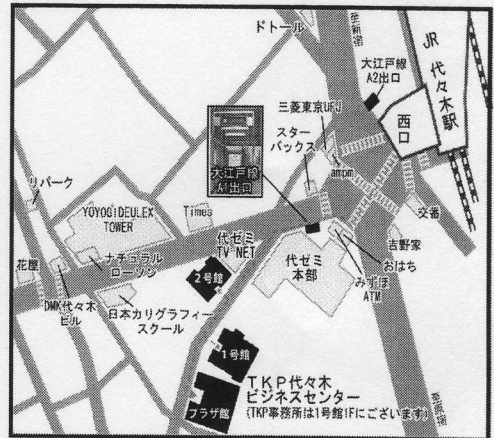 ドトール
至新宿
JR 代々木駅
大江戸線
A2出口
三菱東京UFJ
西口
スター
バックス
大江戸線
A1出口
ampm
リパーク
YOYOGI DEULEX
TOWER
Times
交番
吉野家
代ゼミ
TV NET
代ゼミ
本部
おはち
みずほ
ATM
花屋
ナチュラル
ローソン
2号館
DMK代々木
ビル
日本カリグラフィー
スクール
1号館
プラザ館
TKP代々木
ビジネスセンター
(TKP事務所は1号館1Fにございます)
至原宿